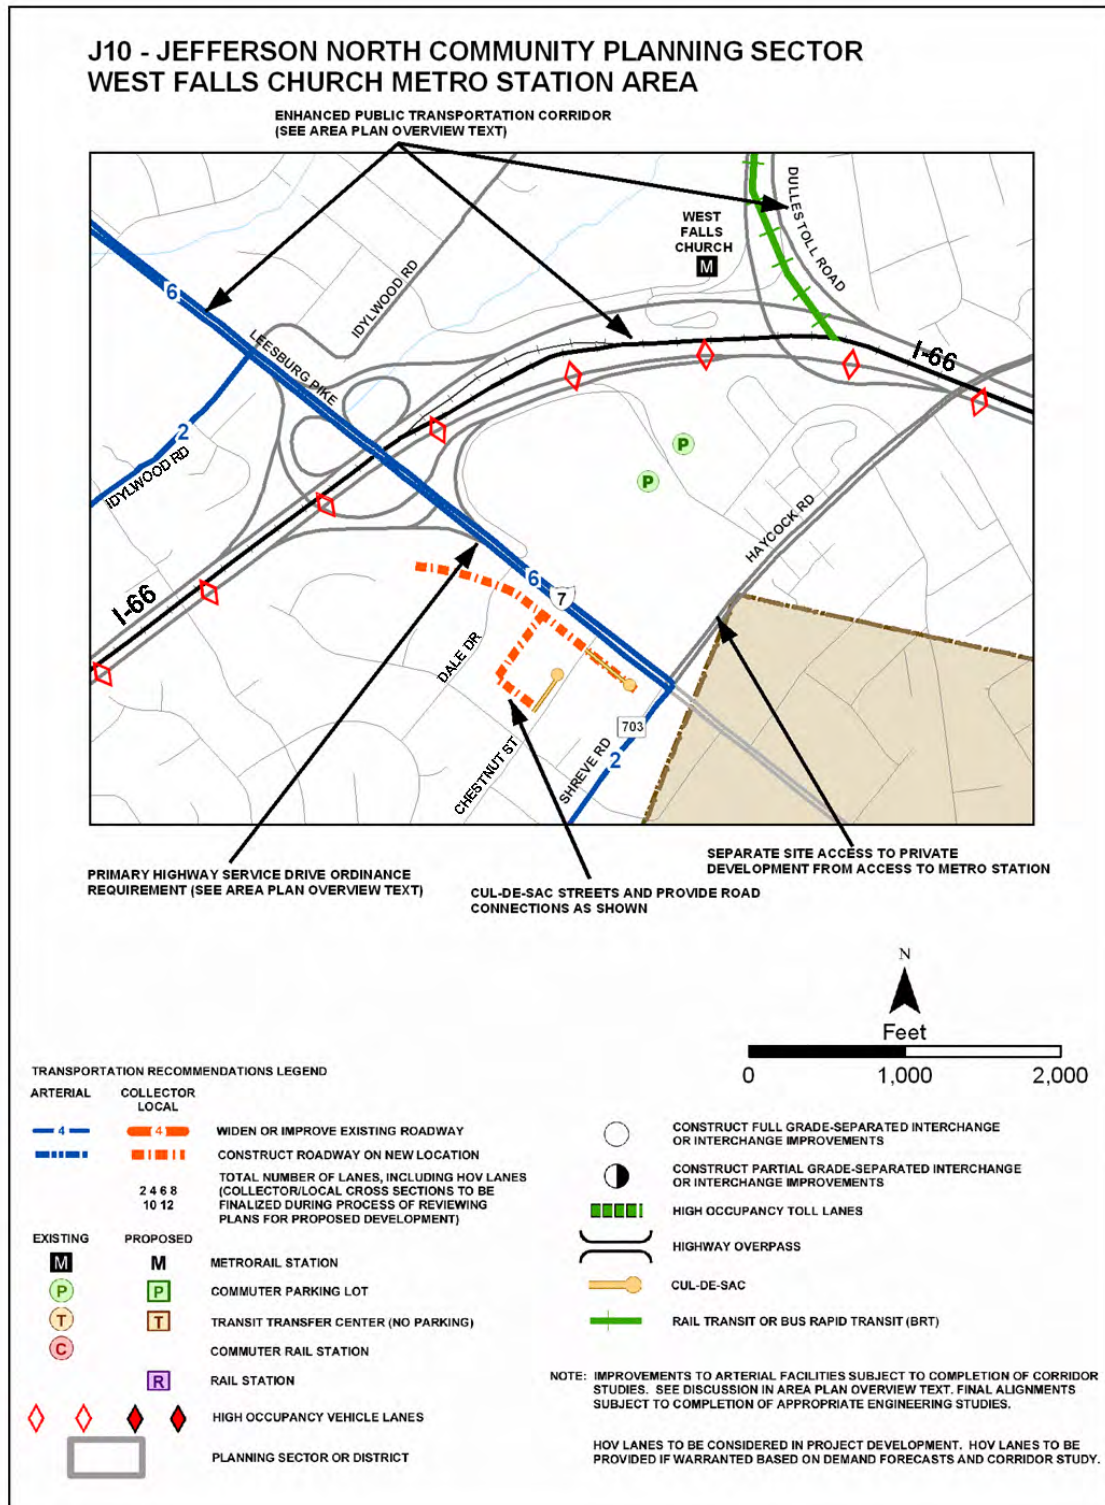 J10 - JEFFERSON NORTH COMMUNITY PLANNING SECTOR
WEST FALLS CHURCH METRO STATION AREA
ENHANCED PUBLIC TRANSPORTATION CORRIDOR
(SEE AREA PLAN OVERVIEW TEXT)
WEST
FALLS
CHURCH
M
DULLES TOLL ROAD
IDYLWOOD RD
6
LEESBURG PIKE
I-66
2
IDYLWOOD RD
P
P
HAYCOCK RD
I-66
6
7
DALE DR
703
CHESTNUT ST
SHREVE RD
2
PRIMARY HIGHWAY SERVICE DRIVE ORDINANCE
REQUIREMENT (SEE AREA PLAN OVERVIEW TEXT)
CUL-DE-SAC STREETS AND PROVIDE ROAD
CONNECTIONS AS SHOWN
SEPARATE SITE ACCESS TO PRIVATE
DEVELOPMENT FROM ACCESS TO METRO STATION
N
Feet
0 1,000 2,000
TRANSPORTATION RECOMMENDATIONS LEGEND
ARTERIAL COLLECTOR
LOCAL
4 4 WIDEN OR IMPROVE EXISTING ROADWAY
CONSTRUCT ROADWAY ON NEW LOCATION
2 4 6 8
10 12
TOTAL NUMBER OF LANES, INCLUDING HOV LANES
(COLLECTOR/LOCAL CROSS SECTIONS TO BE
FINALIZED DURING PROCESS OF REVIEWING
PLANS FOR PROPOSED DEVELOPMENT)
EXISTING PROPOSED
M M METRORAIL STATION
P P COMMUTER PARKING LOT
T T TRANSIT TRANSFER CENTER (NO PARKING)
C COMMUTER RAIL STATION
R RAIL STATION
HIGH OCCUPANCY VEHICLE LANES
PLANNING SECTOR OR DISTRICT
CONSTRUCT FULL GRADE-SEPARATED INTERCHANGE
OR INTERCHANGE IMPROVEMENTS
CONSTRUCT PARTIAL GRADE-SEPARATED INTERCHANGE
OR INTERCHANGE IMPROVEMENTS
HIGH OCCUPANCY TOLL LANES
HIGHWAY OVERPASS
CUL-DE-SAC
RAIL TRANSIT OR BUS RAPID TRANSIT (BRT)
NOTE: IMPROVEMENTS TO ARTERIAL FACILITIES SUBJECT TO COMPLETION OF CORRIDOR
STUDIES. SEE DISCUSSION IN AREA PLAN OVERVIEW TEXT. FINAL ALIGNMENTS
SUBJECT TO COMPLETION OF APPROPRIATE ENGINEERING STUDIES.
HOV LANES TO BE CONSIDERED IN PROJECT DEVELOPMENT. HOV LANES TO BE
PROVIDED IF WARRANTED BASED ON DEMAND FORECASTS AND CORRIDOR STUDY.